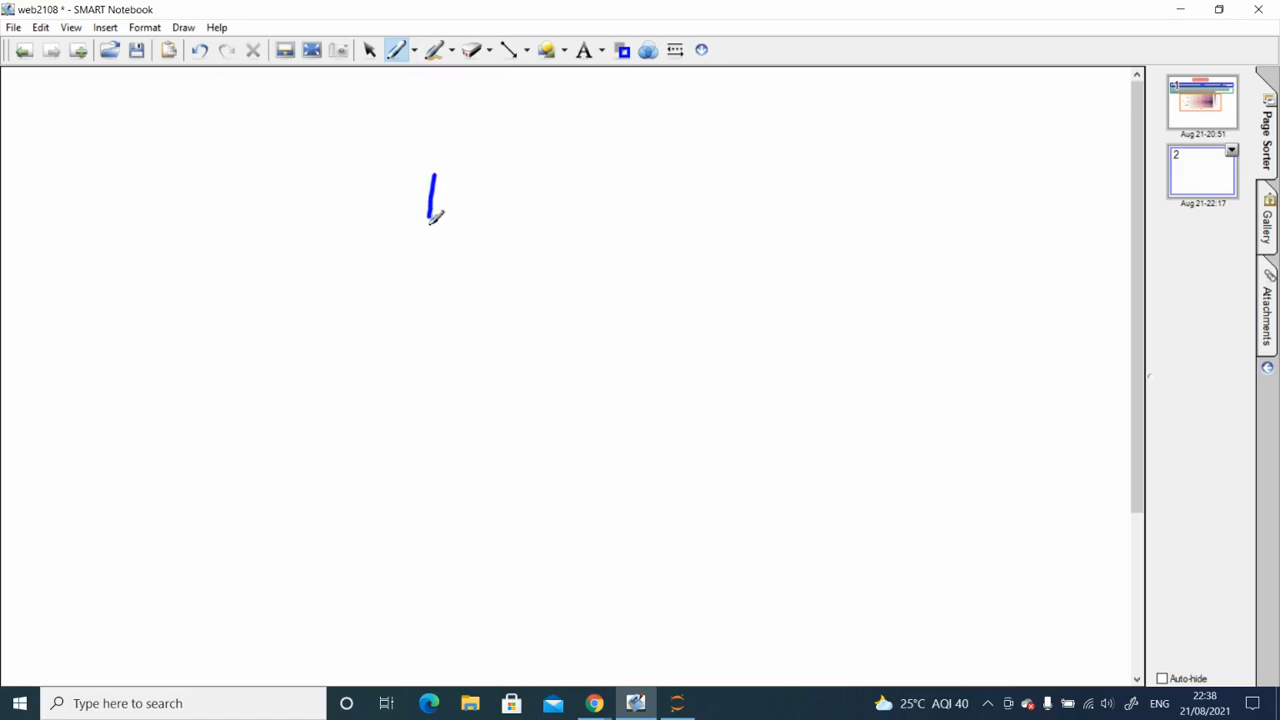 web2108 * - SMART Notebook
File Edit View Insert Format Draw Help
1
Aug 21-20:51
2
Aug 21-22:17
Page Sorter
Gallery
Attachments
Auto-hide
Type here to search
25°C AQI 40
ENG
22:38
21/08/2021